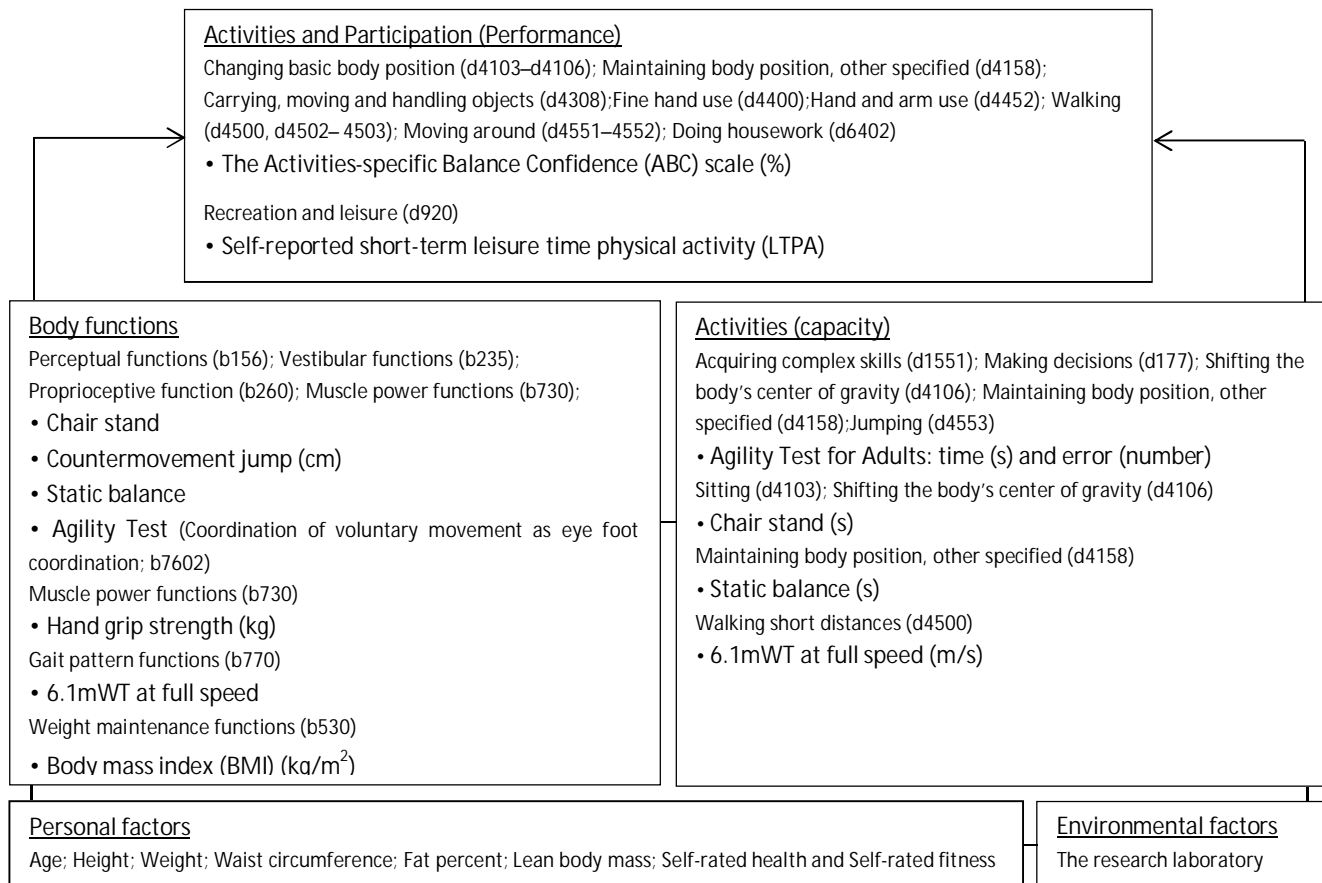 Activities and Participation (Performance)
Changing basic body position (d4103–d4106); Maintaining body position, other specified (d4158);
Carrying, moving and handling objects (d4308);Fine hand use (d4400);Hand and arm use (d4452); Walking
(d4500, d4502– 4503); Moving around (d4551–4552); Doing housework (d6402)
• The Activities-specific Balance Confidence (ABC) scale (%)
Recreation and leisure (d920)
• Self-reported short-term leisure time physical activity (LTPA)
Body functions
Perceptual functions (b156); Vestibular functions (b235);
Proprioceptive function (b260); Muscle power functions (b730);
• Chair stand
• Countermovement jump (cm)
• Static balance
• Agility Test (Coordination of voluntary movement as eye foot
coordination; b7602)
Muscle power functions (b730)
• Hand grip strength (kg)
Gait pattern functions (b770)
• 6.1mWT at full speed
Weight maintenance functions (b530)
• Body mass index (BMI) (kg/m²)
Activities (capacity)
Acquiring complex skills (d1551); Making decisions (d177); Shifting the
body's center of gravity (d4106); Maintaining body position, other
specified (d4158);Jumping (d4553)
• Agility Test for Adults: time (s) and error (number)
Sitting (d4103); Shifting the body's center of gravity (d4106)
• Chair stand (s)
Maintaining body position, other specified (d4158)
• Static balance (s)
Walking short distances (d4500)
• 6.1mWT at full speed (m/s)
Personal factors
Age; Height; Weight; Waist circumference; Fat percent; Lean body mass; Self-rated health and Self-rated fitness
Environmental factors
The research laboratory